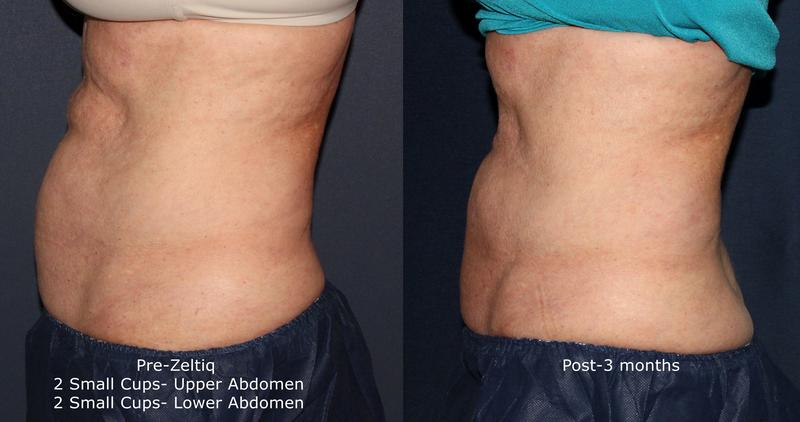 Pre-Zeltiq
2 Small Cups- Upper Abdomen
2 Small Cups- Lower Abdomen
Post-3 months